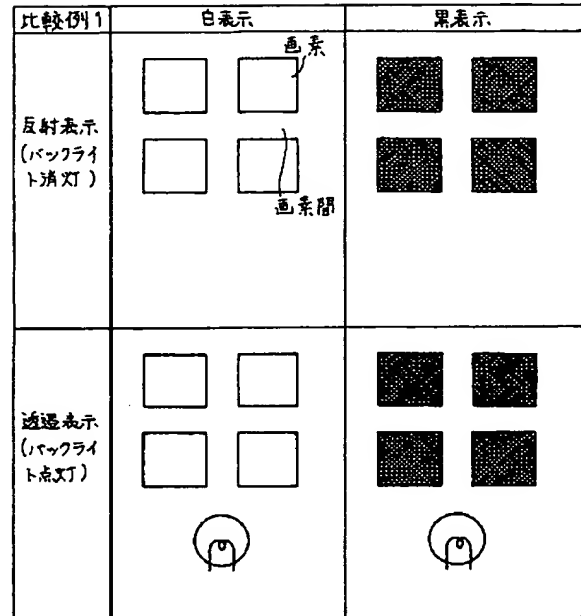 比較例1
白表示
黒表示
画素
反射表示
(バックライ
ト消灯)
画素間
透過表示
(バックライ
ト点灯)